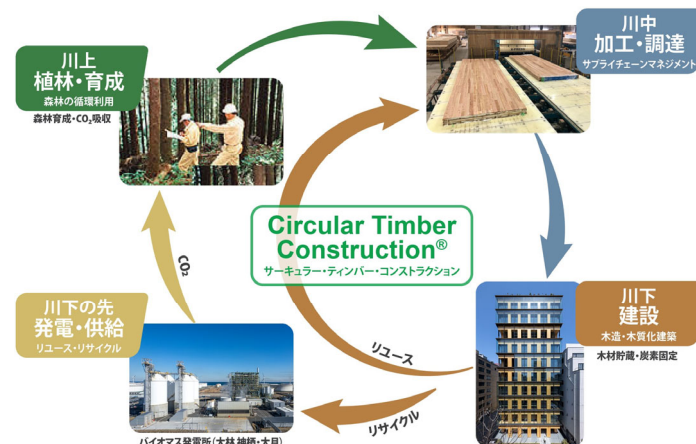 川上
植林・育成
森林の循環利用
森林育成・CO₂吸収
川中
加工・調達
サプライチェーンマネジメント
Circular Timber
Construction®
サーキュラー・ティンバー・コンストラクション
CO₂
川下の先
発電・供給
リユース・リサイクル
川下
建設
木造・木質化建築
木材貯蔵・炭素固定
リユース
リサイクル
バイオマス発電所(大林神栖・大月)